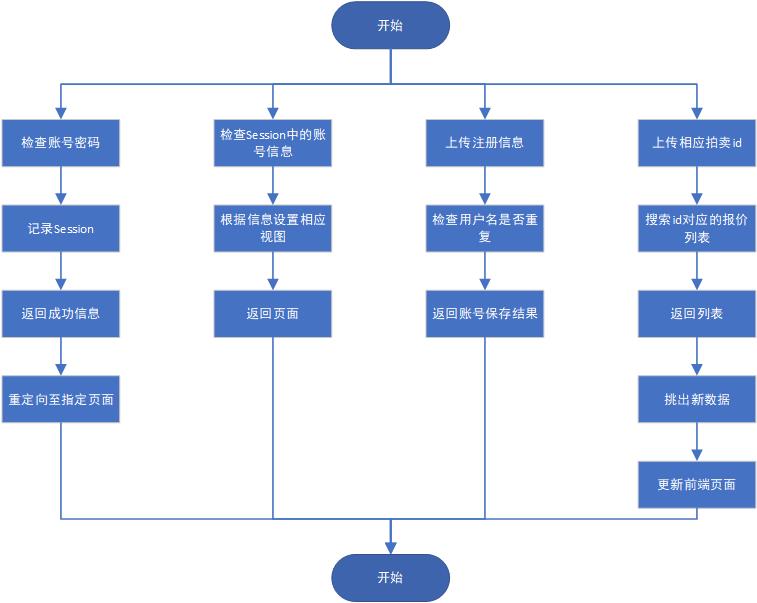 开始
检查账号密码
检查Session中的账
号信息
上传注册信息
上传相应拍卖id
记录Session
根据信息设置相应
视图
检查用户名是否重
复
搜索id对应的报价
列表
返回成功信息
返回页面
返回账号保存结果
返回列表
重定向至指定页面
挑出新数据
更新前端页面
开始